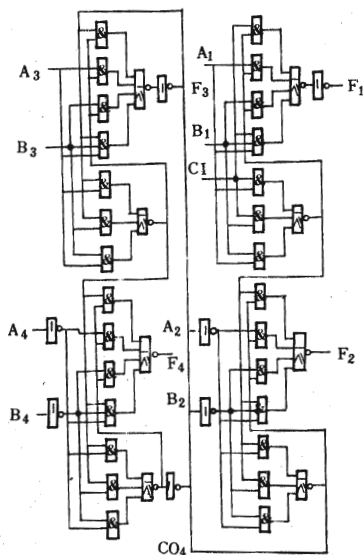 A3 A1
F3 F1
B3 B1
CI
A4 A2
F4 F2
B4 B2
CO4
& & & & & & &
& & & & & & &
& & & & & & &
& & & & & & &